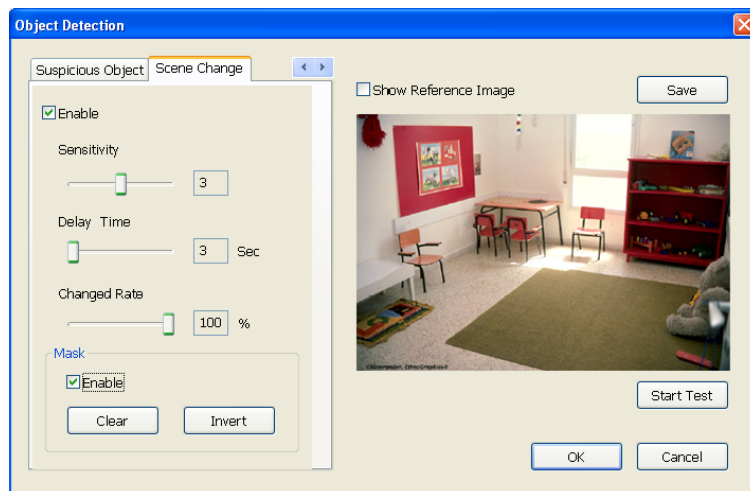 Object Detection
Suspicious Object
Scene Change
Enable
Sensitivity
3
Delay Time
3 Sec
Changed Rate
100 %
Mask
Enable
Clear
Invert
Show Reference Image
Save
Start Test
OK
Cancel